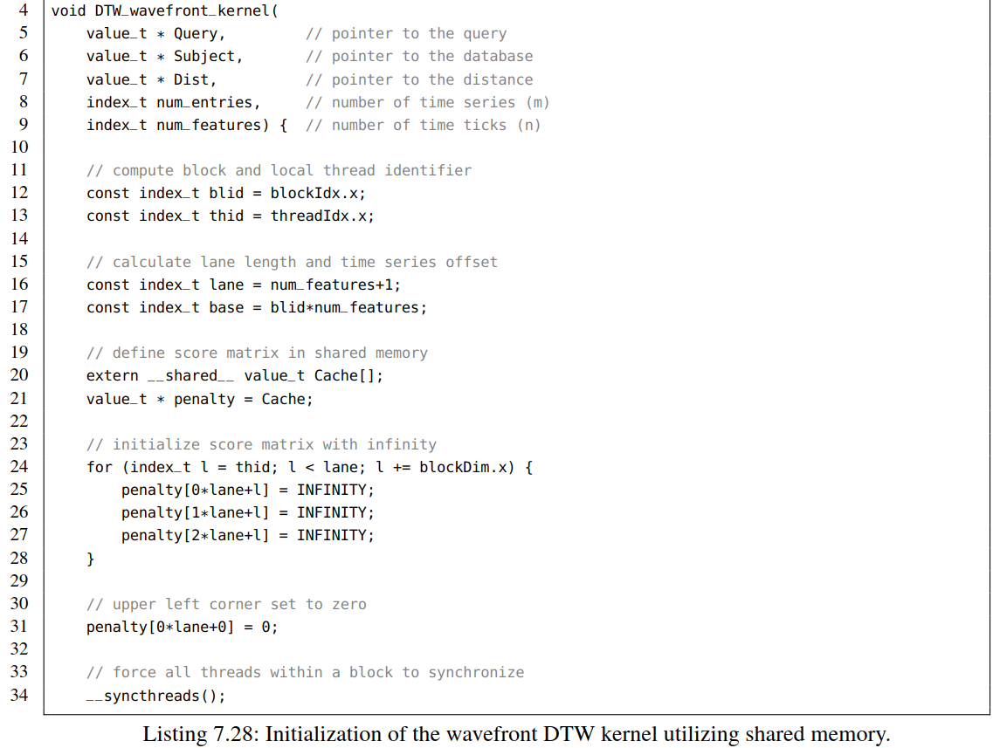 4 void DTW_wavefront_kernel(
5     value_t * Query,         // pointer to the query
6     value_t * Subject,       // pointer to the database
7     value_t * Dist,          // pointer to the distance
8     index_t num_entries,     // number of time series (m)
9     index_t num_features) {  // number of time ticks (n)
10
11     // compute block and local thread identifier
12     const index_t blid = blockIdx.x;
13     const index_t thid = threadIdx.x;
14
15     // calculate lane length and time series offset
16     const index_t lane = num_features+1;
17     const index_t base = blid*num_features;
18
19     // define score matrix in shared memory
20     extern __shared__ value_t Cache[];
21     value_t * penalty = Cache;
22
23     // initialize score matrix with infinity
24     for (index_t l = thid; l < lane; l += blockDim.x) {
25         penalty[0*lane+l] = INFINITY;
26         penalty[1*lane+l] = INFINITY;
27         penalty[2*lane+l] = INFINITY;
28     }
29
30     // upper left corner set to zero
31     penalty[0*lane+0] = 0;
32
33     // force all threads within a block to synchronize
34     __syncthreads();
Listing 7.28: Initialization of the wavefront DTW kernel utilizing shared memory.